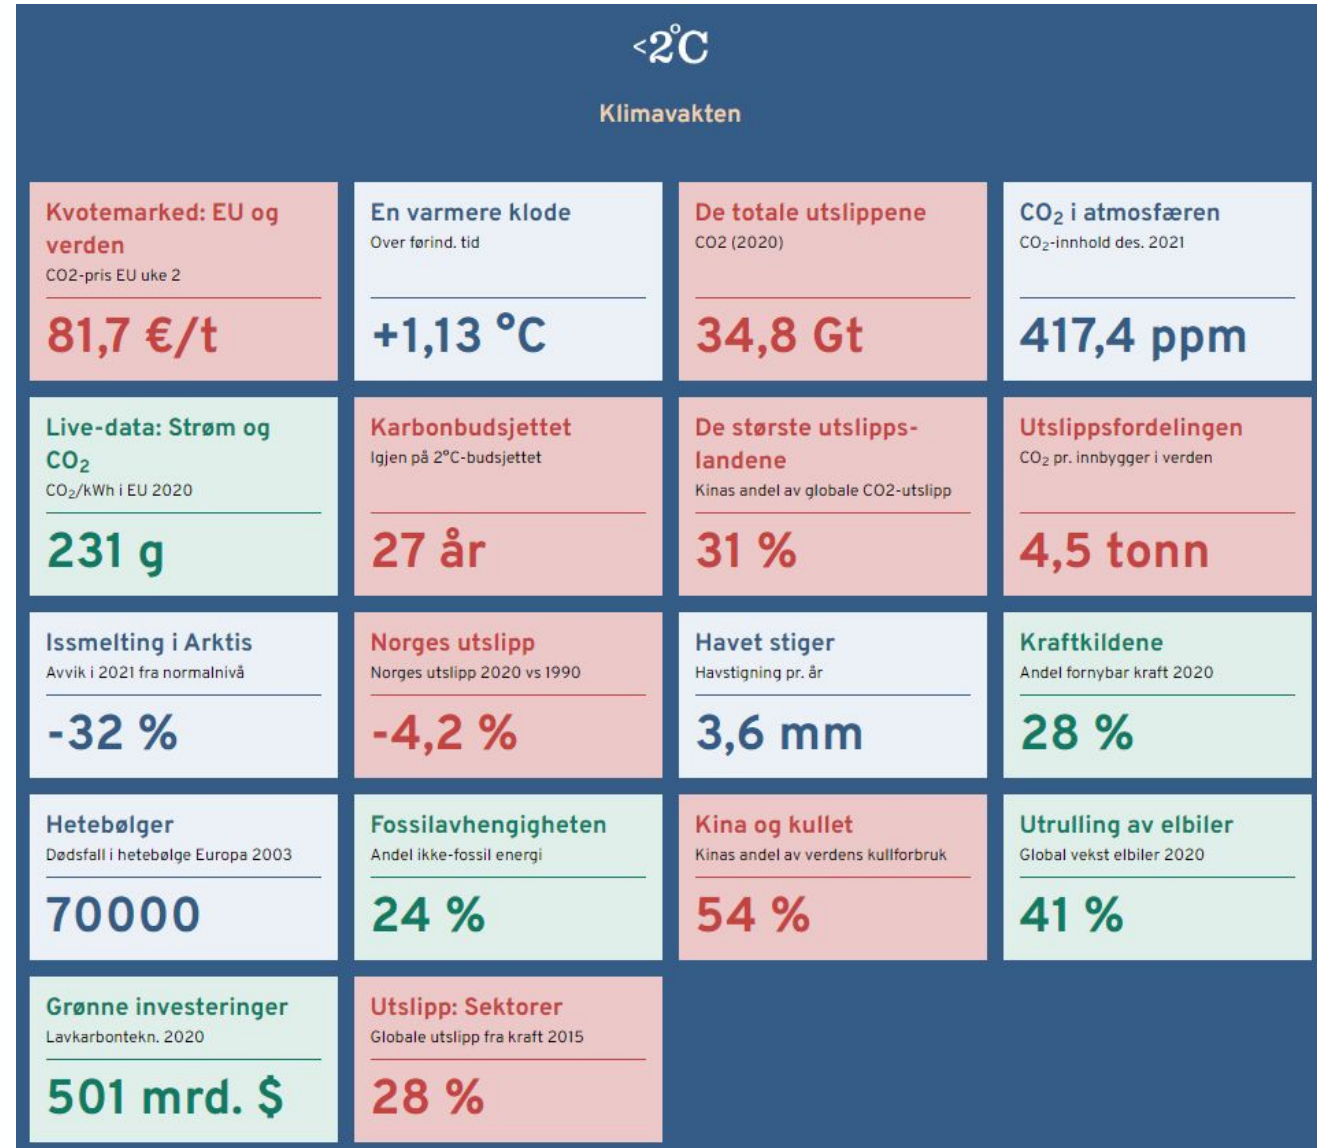 <2°C
Klimavakten
Kvotemarked: EU og
verden
CO2-pris EU uke 2
81,7 €/t
En varmere klode
Over førind. tid
+1,13 °C
De totale utslippene
CO2 (2020)
34,8 Gt
CO₂ i atmosfæren
CO₂-innhold des. 2021
417,4 ppm
Live-data: Strøm og
CO₂
CO₂/kWh i EU 2020
231 g
Karbonbudsjettet
Igjen på 2°C-budsjettet
27 år
De største utslipps-
landene
Kinas andel av globale CO2-utslipp
31 %
Utslippsfordelingen
CO₂ pr. innbygger i verden
4,5 tonn
Issmelting i Arktis
Avvik i 2021 fra normalnivå
-32 %
Norges utslipp
Norges utslipp 2020 vs 1990
-4,2 %
Havet stiger
Havstigning pr. år
3,6 mm
Kraftkildene
Andel fornybar kraft 2020
28 %
Hetebølger
Dødsfall i hetebølge Europa 2003
70000
Fossilavhengigheten
Andel ikke-fossil energi
24 %
Kina og kullet
Kinas andel av verdens kullforbruk
54 %
Utrulling av elbiler
Global vekst elbiler 2020
41 %
Grønne investeringer
Lavkarbontekn. 2020
501 mrd. $
Utslipp: Sektorer
Globale utslipp fra kraft 2015
28 %